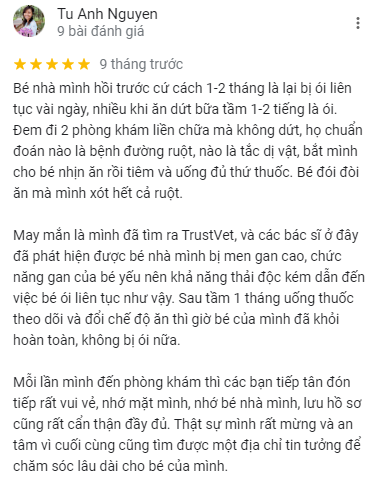 Tu Anh Nguyen
9 bài đánh giá
9 tháng trước
Bé nhà mình hồi trước cứ cách 1-2 tháng là lại bị ói liên
tục vài ngày, nhiều khi ăn dứt bữa tầm 1-2 tiếng là ói.
Đem đi 2 phòng khám liền chữa mà không dứt, họ chuẩn
đoán nào là bệnh đường ruột, nào là tắc dị vật, bắt mình
cho bé nhịn ăn rồi tiêm và uống đủ thứ thuốc. Bé đói đòi
ăn mà mình xót hết cả ruột.
May mắn là mình đã tìm ra TrustVet, và các bác sĩ ở đây
đã phát hiện được bé nhà mình bị men gan cao, chức
năng gan của bé yếu nên khả năng thải độc kém dẫn đến
việc bé ói liên tục như vậy. Sau tầm 1 tháng uống thuốc
theo dõi và đổi chế độ ăn thì giờ bé của mình đã khỏi
hoàn toàn, không bị ói nữa.
Mỗi lần mình đến phòng khám thì các bạn tiếp tân đón
tiếp rất vui vẻ, nhớ mặt mình, nhớ bé nhà mình, lưu hồ sơ
cũng rất cẩn thận đầy đủ. Thật sự mình rất mừng và an
tâm vì cuối cùng cũng tìm được một địa chỉ tin tưởng để
chăm sóc lâu dài cho bé của mình.